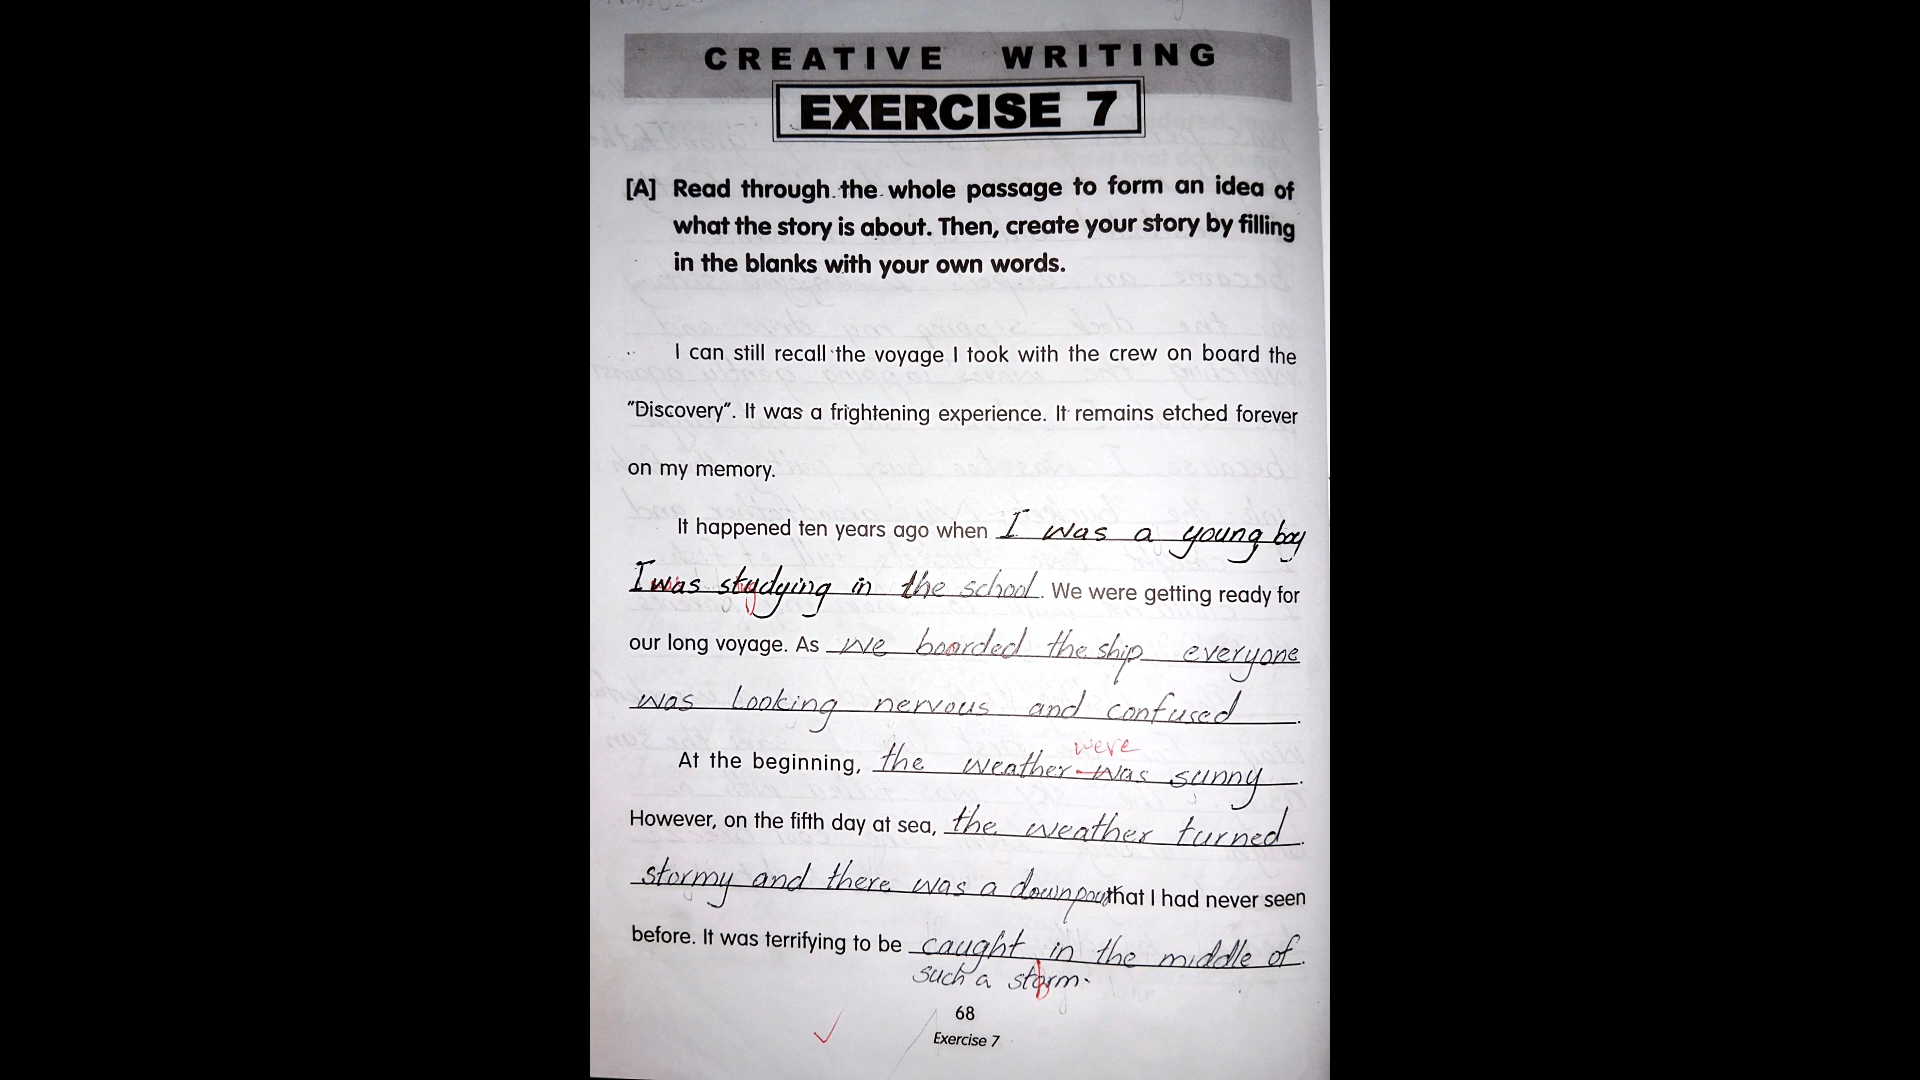 CREATIVE WRITING
EXERCISE 7
[A] Read through the whole passage to form an idea of
what the story is about. Then, create your story by filling
in the blanks with your own words.
I can still recall the voyage I took with the crew on board the
"Discovery". It was a frightening experience. It remains etched forever
on my memory.
It happened ten years ago when I was a young boy
I was studying in the school. We were getting ready for
our long voyage. As we boarded the ship everyone
was looking nervous and confused.
were
At the beginning, the weather was sunny.
However, on the fifth day at sea, the weather turned
stormy and there was a downpour that I had never seen
before. It was terrifying to be caught in the middle of.
such a storm.
68
Exercise 7